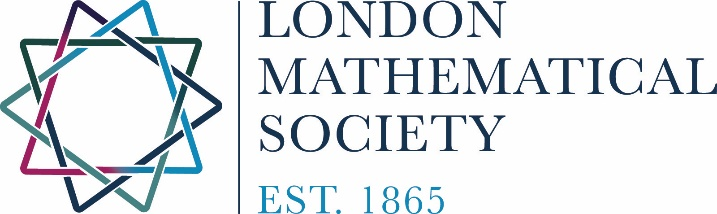 LONDON
MATHEMATICAL
SOCIETY
EST. 1865